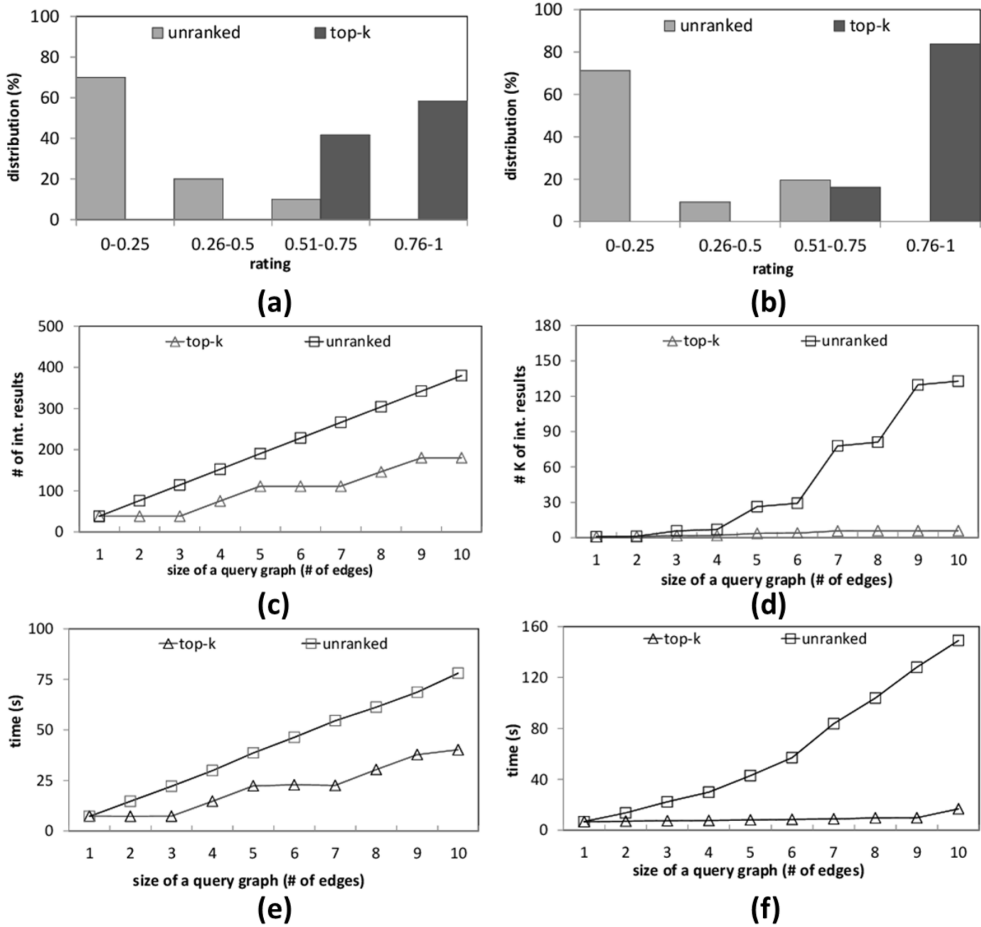 100
80
60
40
20
0
distribution (%)
unranked
top-k
0-0.25
0.26-0.5
0.51-0.75
0.76-1
rating
(a)
100
80
60
40
20
0
distribution (%)
unranked
top-k
0-0.25
0.26-0.5
0.51-0.75
0.76-1
rating
(b)
500
400
300
200
100
0
# of int. results
top-k
unranked
1 2 3 4 5 6 7 8 9 10
size of a query graph (# of edges)
(c)
180
150
120
90
60
30
0
# K of int. results
top-k
unranked
1 2 3 4 5 6 7 8 9 10
size of a query graph (# of edges)
(d)
100
75
50
25
0
time (s)
top-k
unranked
1 2 3 4 5 6 7 8 9 10
size of a query graph (# of edges)
(e)
160
120
80
40
0
time (s)
top-k
unranked
1 2 3 4 5 6 7 8 9 10
size of a query graph (# of edges)
(f)